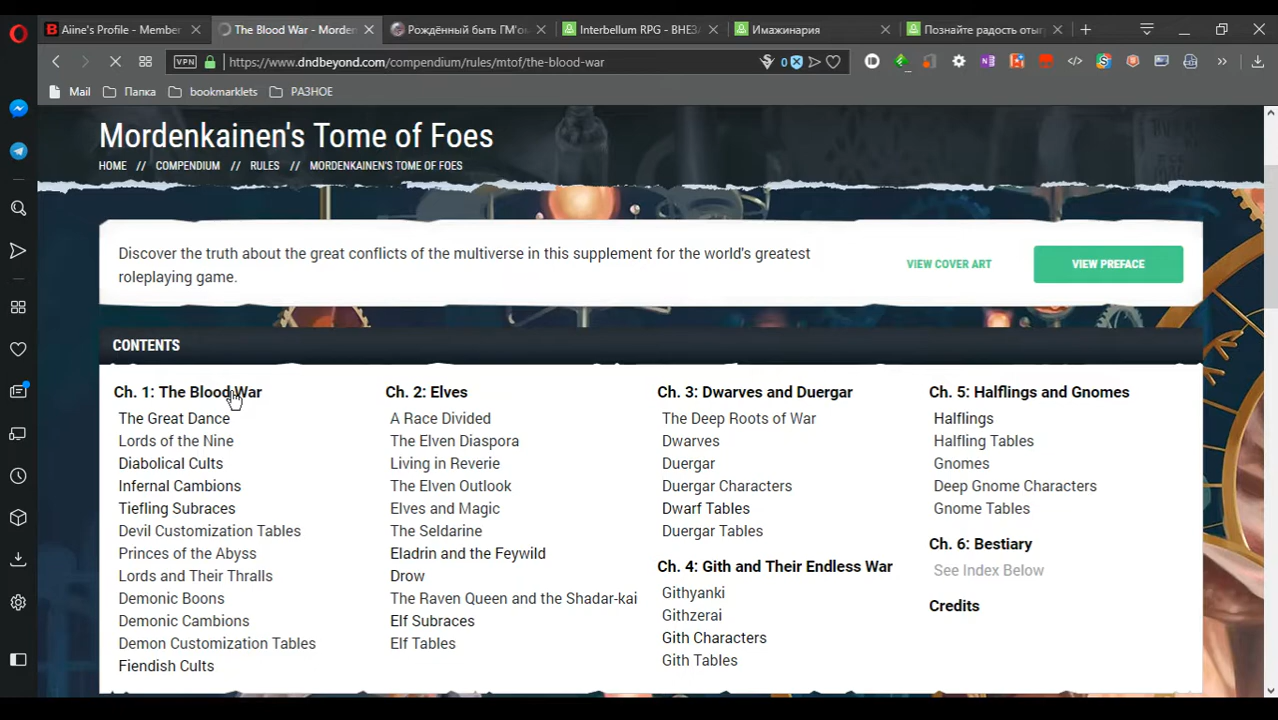 Aiine's Profile - Member
The Blood War - Morden
Рождённый быть ГМ'о
Interbellum RPG - ВНЕЗ
Имажинария
Познайте радость отыг
VPN
https://www.dndbeyond.com/compendium/rules/mtof/the-blood-war
0
Mail
Папка
bookmarklets
РАЗНОЕ
Mordenkainen's Tome of Foes
HOME // COMPENDIUM // RULES // MORDENKAINEN'S TOME OF FOES
Discover the truth about the great conflicts of the multiverse in this supplement for the world's greatest
roleplaying game.
VIEW COVER ART
VIEW PREFACE
CONTENTS
Ch. 1: The Blood War
The Great Dance
Lords of the Nine
Diabolical Cults
Infernal Cambions
Tiefling Subraces
Devil Customization Tables
Princes of the Abyss
Lords and Their Thralls
Demonic Boons
Demonic Cambions
Demon Customization Tables
Fiendish Cults
Ch. 2: Elves
A Race Divided
The Elven Diaspora
Living in Reverie
The Elven Outlook
Elves and Magic
The Seldarine
Eladrin and the Feywild
Drow
The Raven Queen and the Shadar-kai
Elf Subraces
Elf Tables
Ch. 3: Dwarves and Duergar
The Deep Roots of War
Dwarves
Duergar
Duergar Characters
Dwarf Tables
Duergar Tables
Ch. 4: Gith and Their Endless War
Githyanki
Githzerai
Gith Characters
Gith Tables
Ch. 5: Halflings and Gnomes
Halflings
Halfling Tables
Gnomes
Deep Gnome Characters
Gnome Tables
Ch. 6: Bestiary
See Index Below
Credits